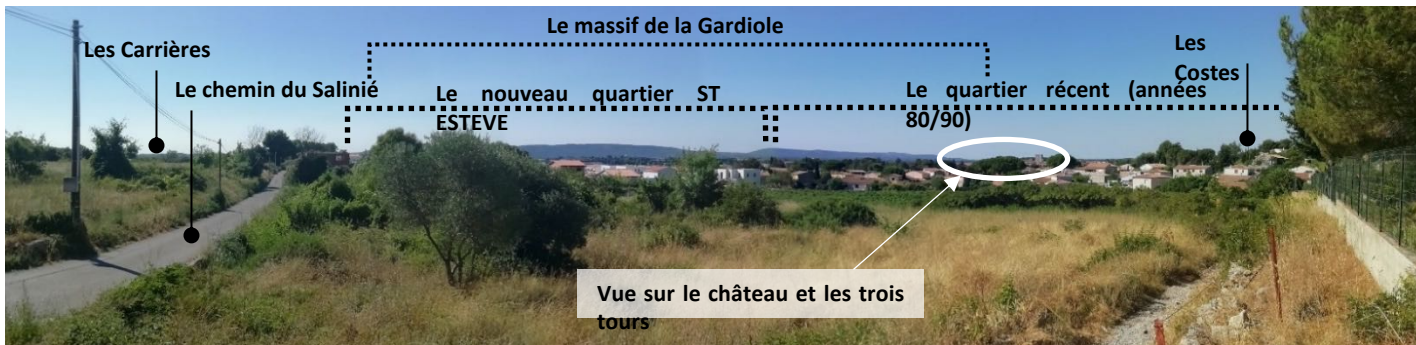 Le massif de la Gardiole
Les Carrières
Les
Costes
Le chemin du Salinié
Le nouveau quartier ST
ESTEVE
Le quartier récent (années
80/90)
Vue sur le château et les trois
tours